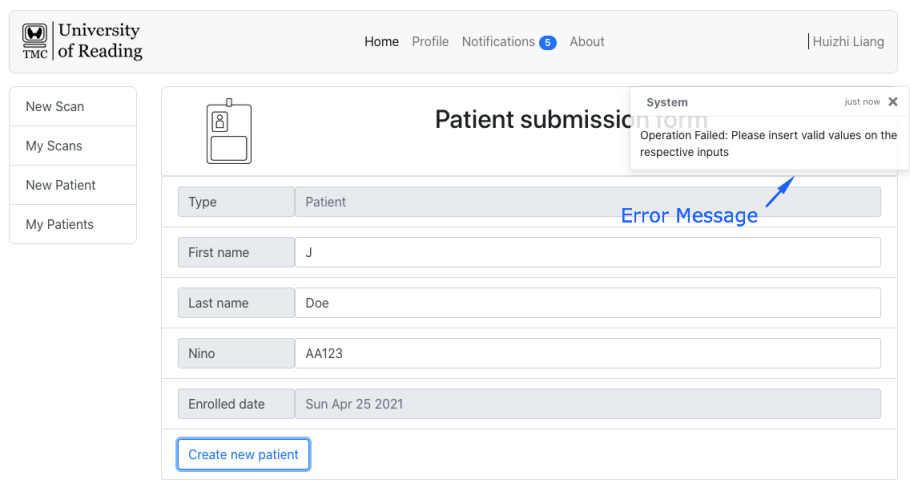 University
of Reading
TMC
Home Profile Notifications 5 About
Huizhi Liang
New Scan
My Scans
New Patient
My Patients
Patient submission form
System just now
Operation Failed: Please insert valid values on the
respective inputs
Error Message
Type Patient
First name J
Last name Doe
Nino AA123
Enrolled date Sun Apr 25 2021
Create new patient